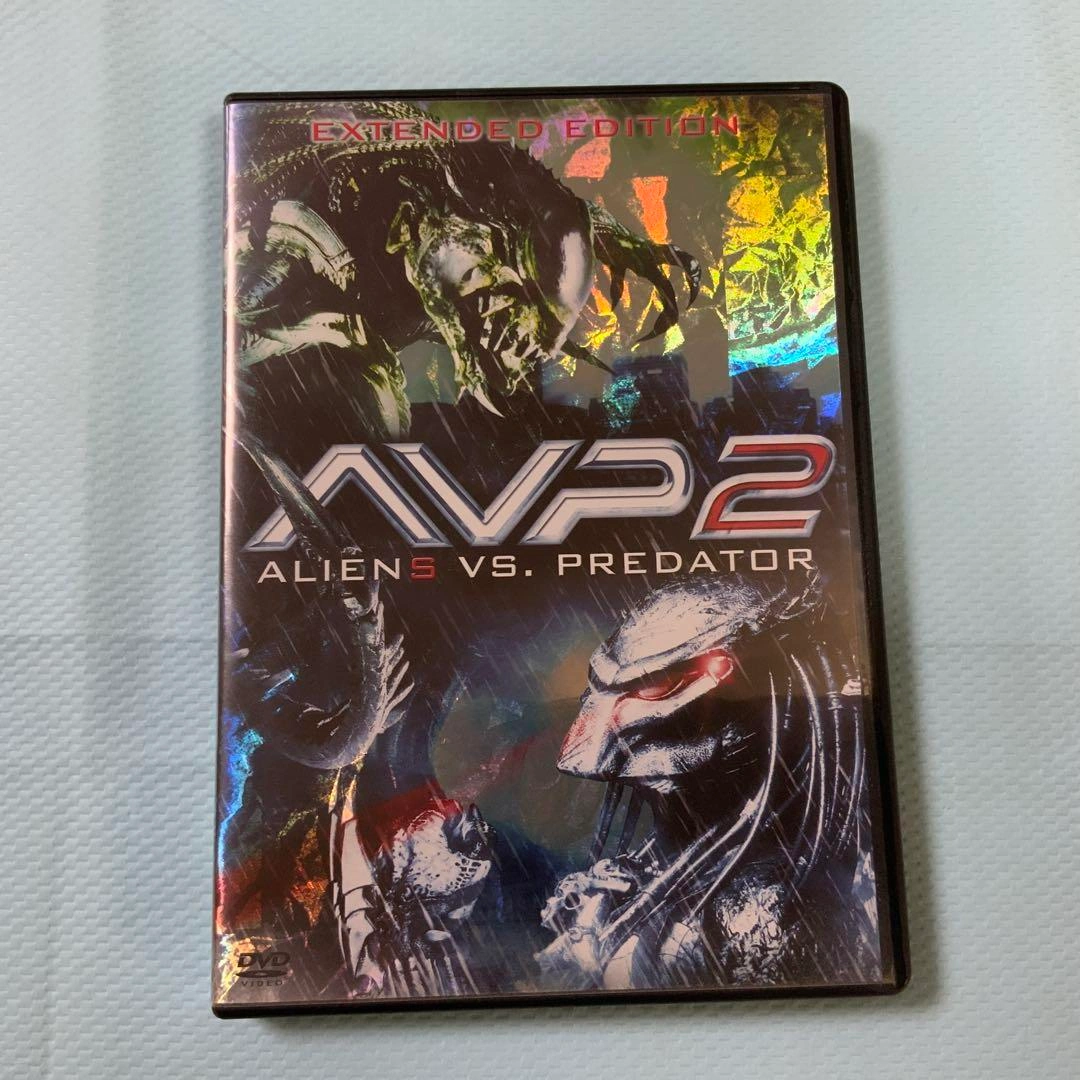 EXTENDED EDITION
AVP2
ALIENS VS. PREDATOR
DVD
VIDEO